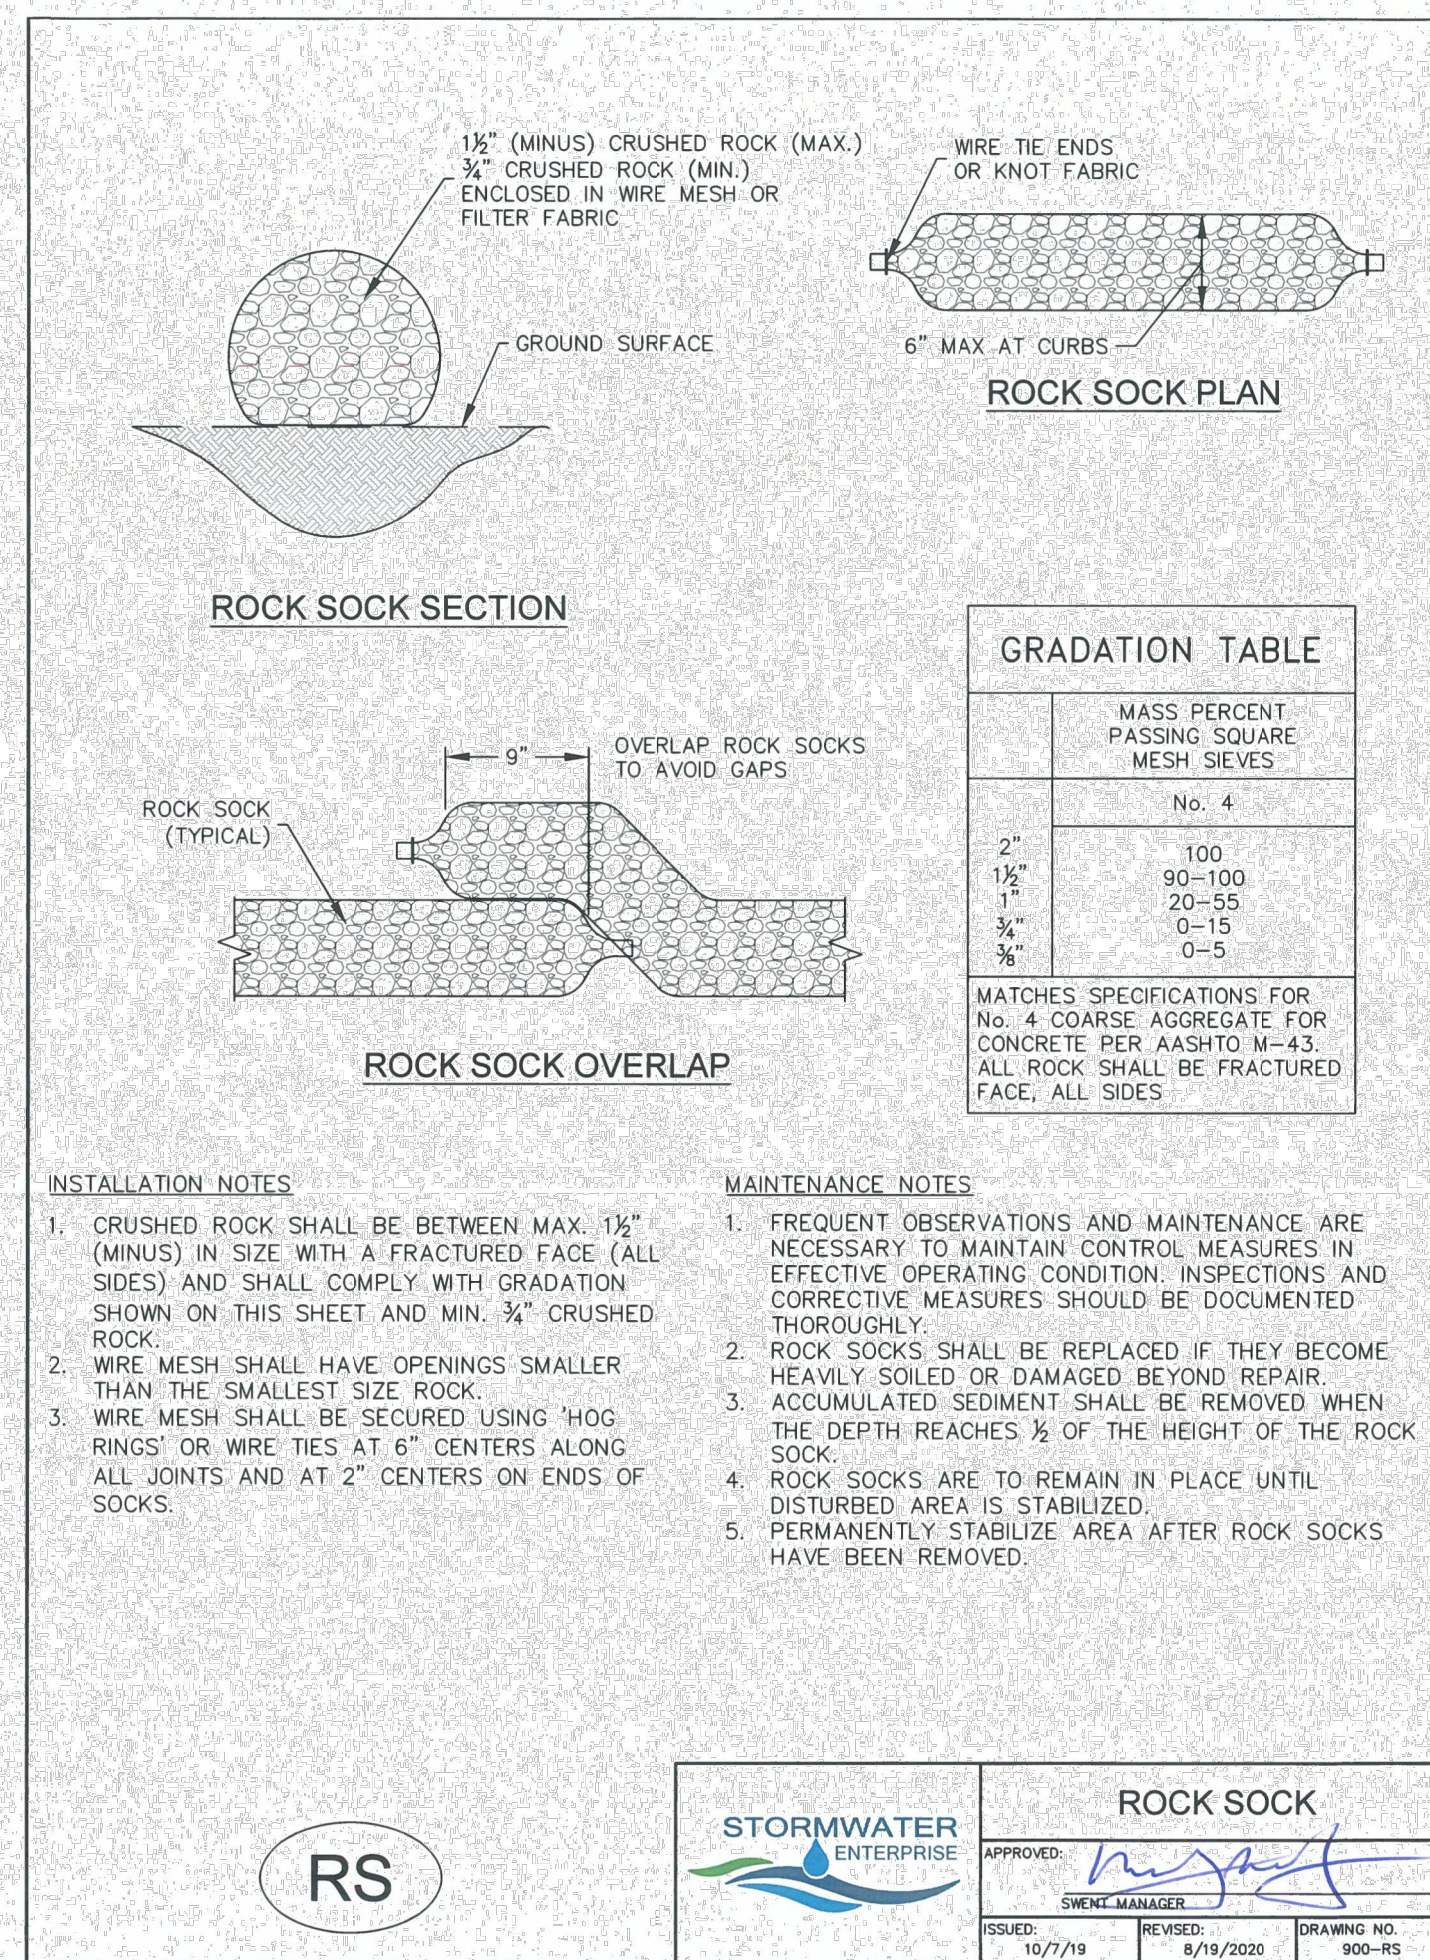 1½" (MINUS) CRUSHED ROCK (MAX.)
¾" CRUSHED ROCK (MIN.)
ENCLOSED IN WIRE MESH OR
FILTER FABRIC
GROUND SURFACE
ROCK SOCK SECTION
WIRE TIE ENDS
OR KNOT FABRIC
6" MAX AT CURBS
ROCK SOCK PLAN
9"
OVERLAP ROCK SOCKS
TO AVOID GAPS
ROCK SOCK
(TYPICAL)
ROCK SOCK OVERLAP
GRADATION TABLE
MASS PERCENT
PASSING SQUARE
MESH SIEVES
No. 4
2" 100
1½" 90-100
1" 20-55
¾" 0-15
⅜" 0-5
MATCHES SPECIFICATIONS FOR
No. 4 COARSE AGGREGATE FOR
CONCRETE PER AASHTO M-43.
ALL ROCK SHALL BE FRACTURED
FACE, ALL SIDES
INSTALLATION NOTES
1. CRUSHED ROCK SHALL BE BETWEEN MAX. 1½"
(MINUS) IN SIZE WITH A FRACTURED FACE (ALL
SIDES) AND SHALL COMPLY WITH GRADATION
SHOWN ON THIS SHEET AND MIN. ¾" CRUSHED
ROCK.
2. WIRE MESH SHALL HAVE OPENINGS SMALLER
THAN THE SMALLEST SIZE ROCK.
3. WIRE MESH SHALL BE SECURED USING 'HOG
RINGS' OR WIRE TIES AT 6" CENTERS ALONG
ALL JOINTS AND AT 2" CENTERS ON ENDS OF
SOCKS.
MAINTENANCE NOTES
1. FREQUENT OBSERVATIONS AND MAINTENANCE ARE
NECESSARY TO MAINTAIN CONTROL MEASURES IN
EFFECTIVE OPERATING CONDITION. INSPECTIONS AND
CORRECTIVE MEASURES SHOULD BE DOCUMENTED
THOROUGHLY.
2. ROCK SOCKS SHALL BE REPLACED IF THEY BECOME
HEAVILY SOILED OR DAMAGED BEYOND REPAIR.
3. ACCUMULATED SEDIMENT SHALL BE REMOVED WHEN
THE DEPTH REACHES ½ OF THE HEIGHT OF THE ROCK
SOCK.
4. ROCK SOCKS ARE TO REMAIN IN PLACE UNTIL
DISTURBED AREA IS STABILIZED.
5. PERMANENTLY STABILIZE AREA AFTER ROCK SOCKS
HAVE BEEN REMOVED.
RS
STORMWATER
ENTERPRISE
ROCK SOCK
APPROVED:
SWENT MANAGER
ISSUED:
10/7/19
REVISED:
8/19/2020
DRAWING NO.
900-RS